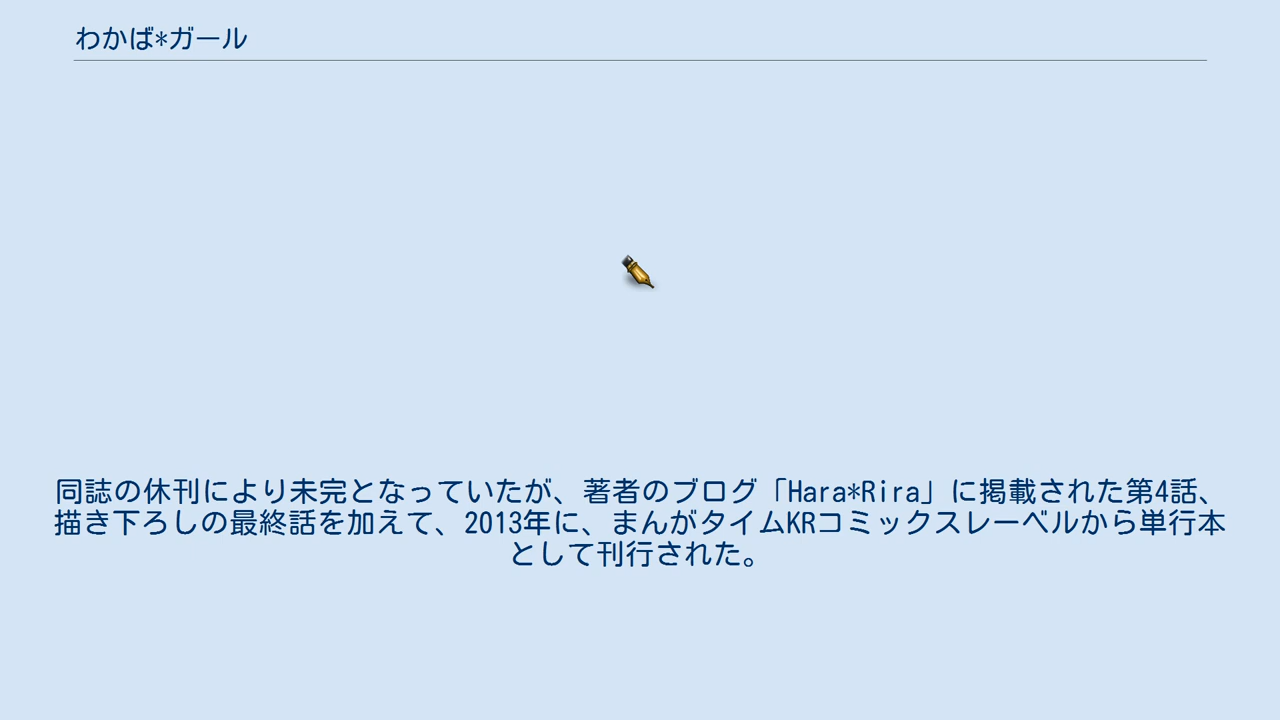 わかば*ガール
同誌の休刊により未完となっていたが、著者のブログ「Hara*Rira」に掲載された第4話、
描き下ろしの最終話を加えて、2013年に、まんがタイムKRコミックスレーベルから単行本
として刊行された。